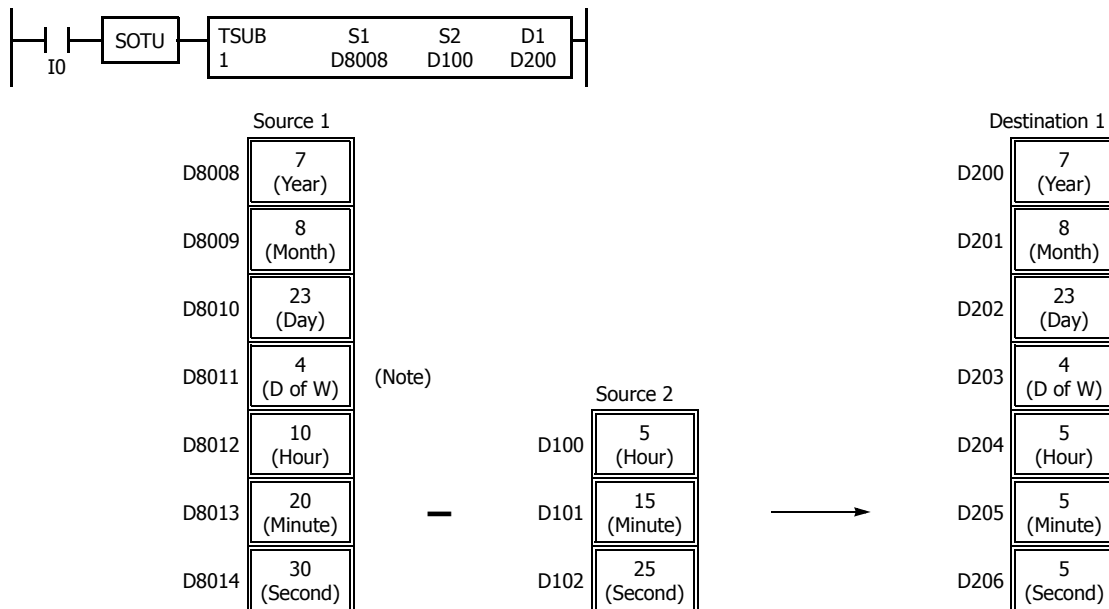 SOTU
TSUB S1 S2 D1
1 D8008 D100 D200
I0
Source 1
Destination 1
D8008 7 (Year)
D200 7 (Year)
D8009 8 (Month)
D201 8 (Month)
D8010 23 (Day)
D202 23 (Day)
D8011 4 (D of W) (Note)
D203 4 (D of W)
Source 2
D8012 10 (Hour)
D100 5 (Hour)
D204 5 (Hour)
D8013 20 (Minute)
–
D101 15 (Minute)
D205 5 (Minute)
D8014 30 (Second)
D102 25 (Second)
D206 5 (Second)